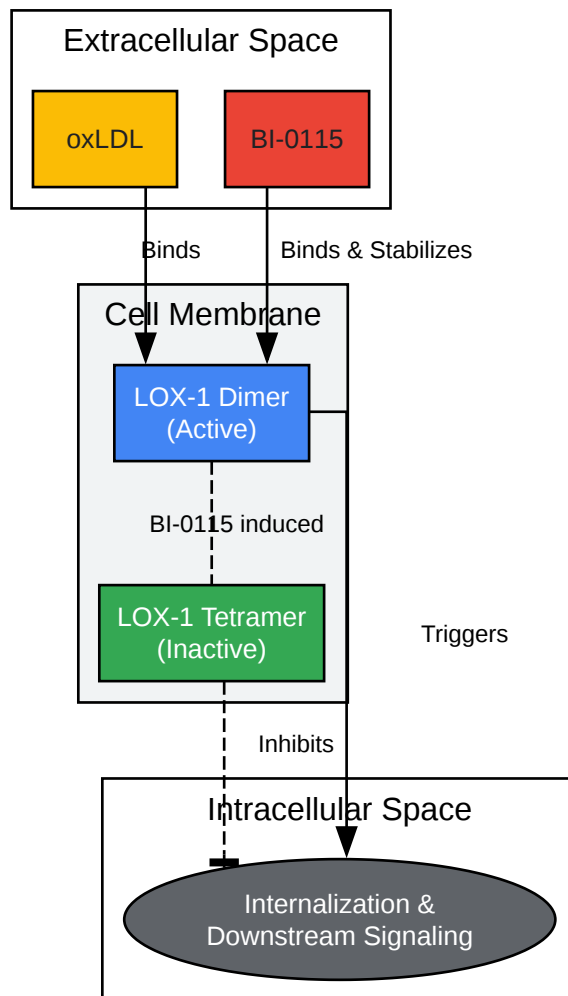 Extracellular Space
oxLDL
BI-0115
Binds
Binds & Stabilizes
Cell Membrane
LOX-1 Dimer
(Active)
BI-0115 induced
LOX-1 Tetramer
(Inactive)
Triggers
Inhibits
Intracellular Space
Internalization &
Downstream Signaling